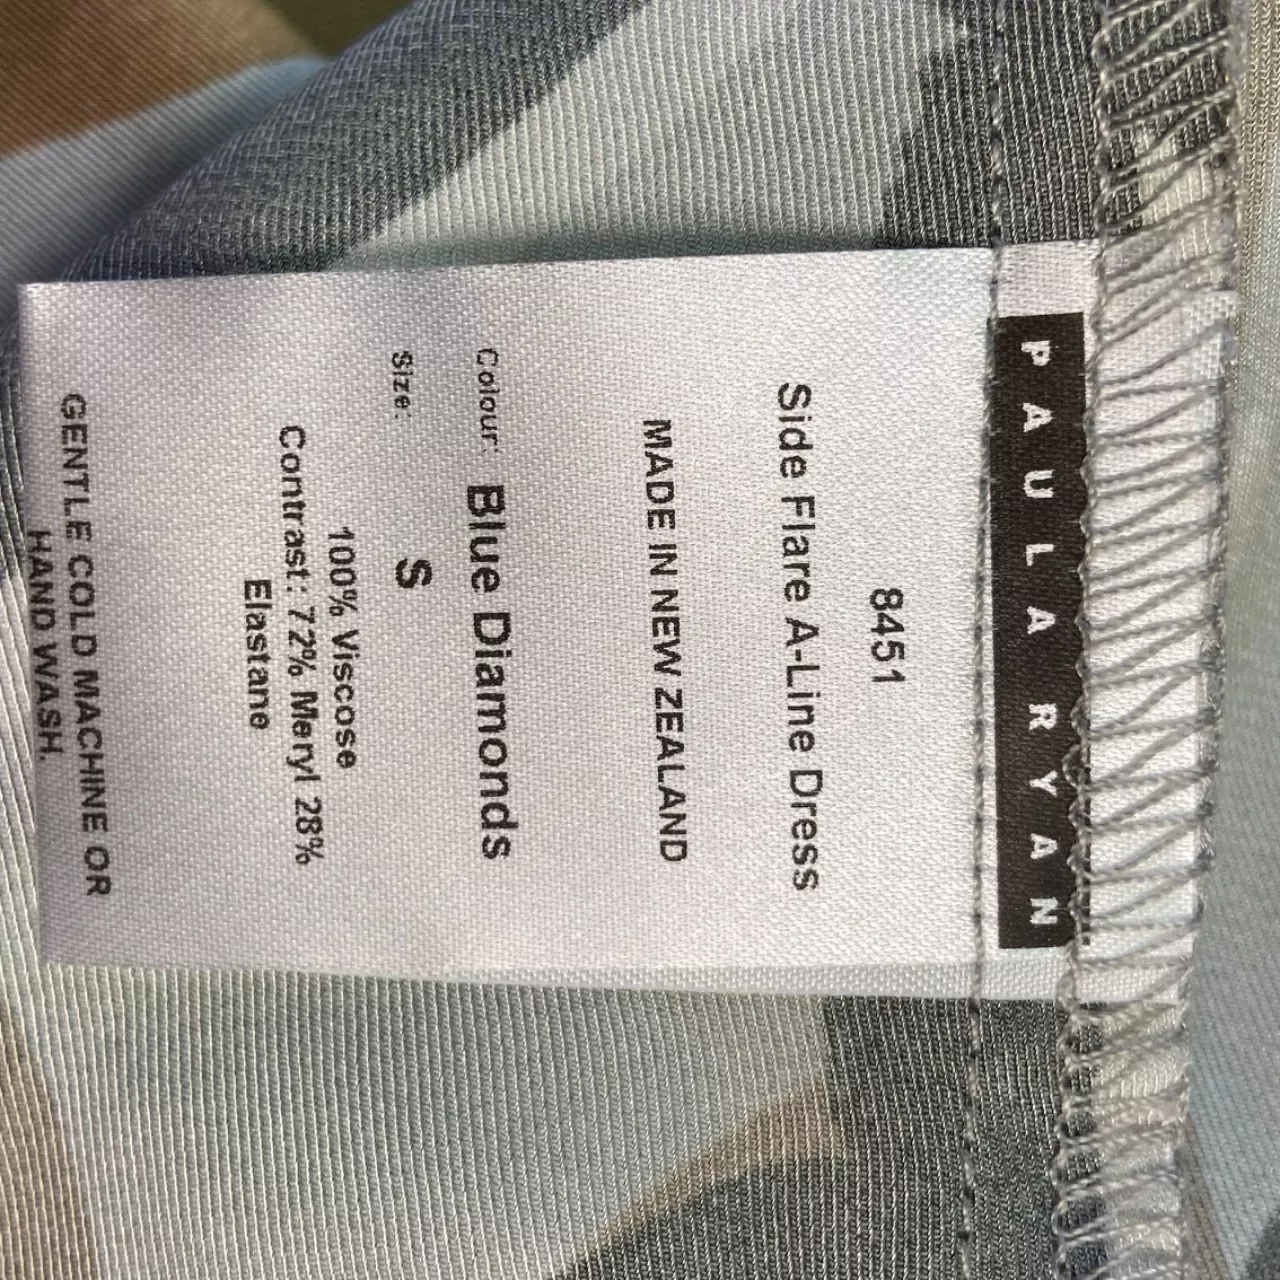 PAULA RYAN
8451
Side Flare A-Line Dress
MADE IN NEW ZEALAND
Colour: Blue Diamonds
Size: S
100% Viscose
Contrast: 72% Meryl 28%
Elastane
GENTLE COLD MACHINE OR
HAND WASH.